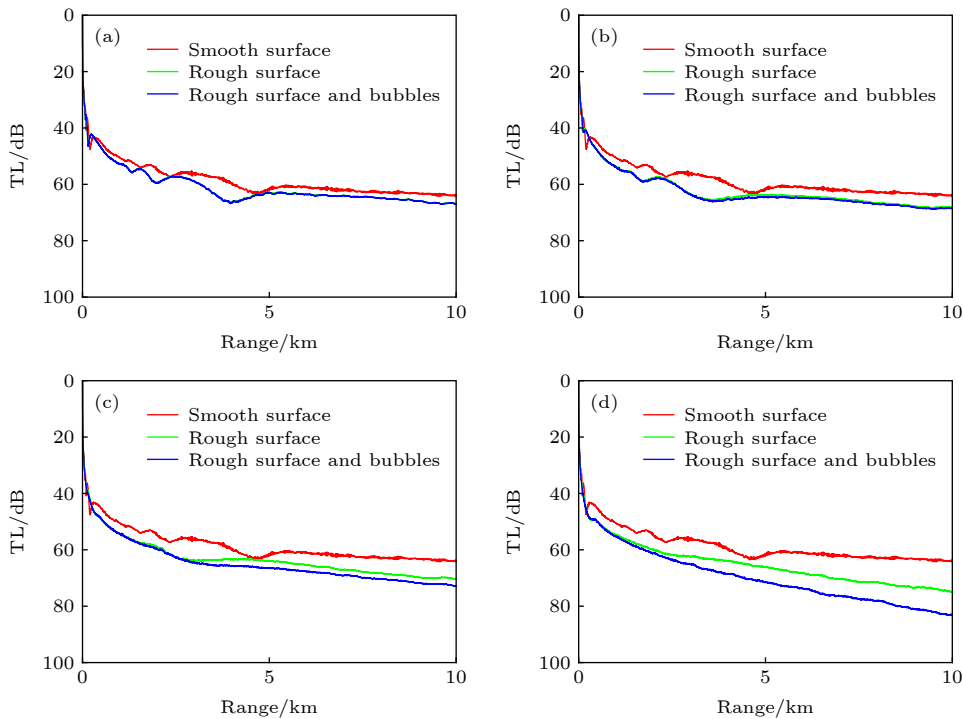 (a)
Smooth surface
Rough surface
Rough surface and bubbles
TL/dB
0
20
40
60
80
100
0
5
10
Range/km
(b)
Smooth surface
Rough surface
Rough surface and bubbles
TL/dB
0
20
40
60
80
100
0
5
10
Range/km
(c)
Smooth surface
Rough surface
Rough surface and bubbles
TL/dB
0
20
40
60
80
100
0
5
10
Range/km
(d)
Smooth surface
Rough surface
Rough surface and bubbles
TL/dB
0
20
40
60
80
100
0
5
10
Range/km